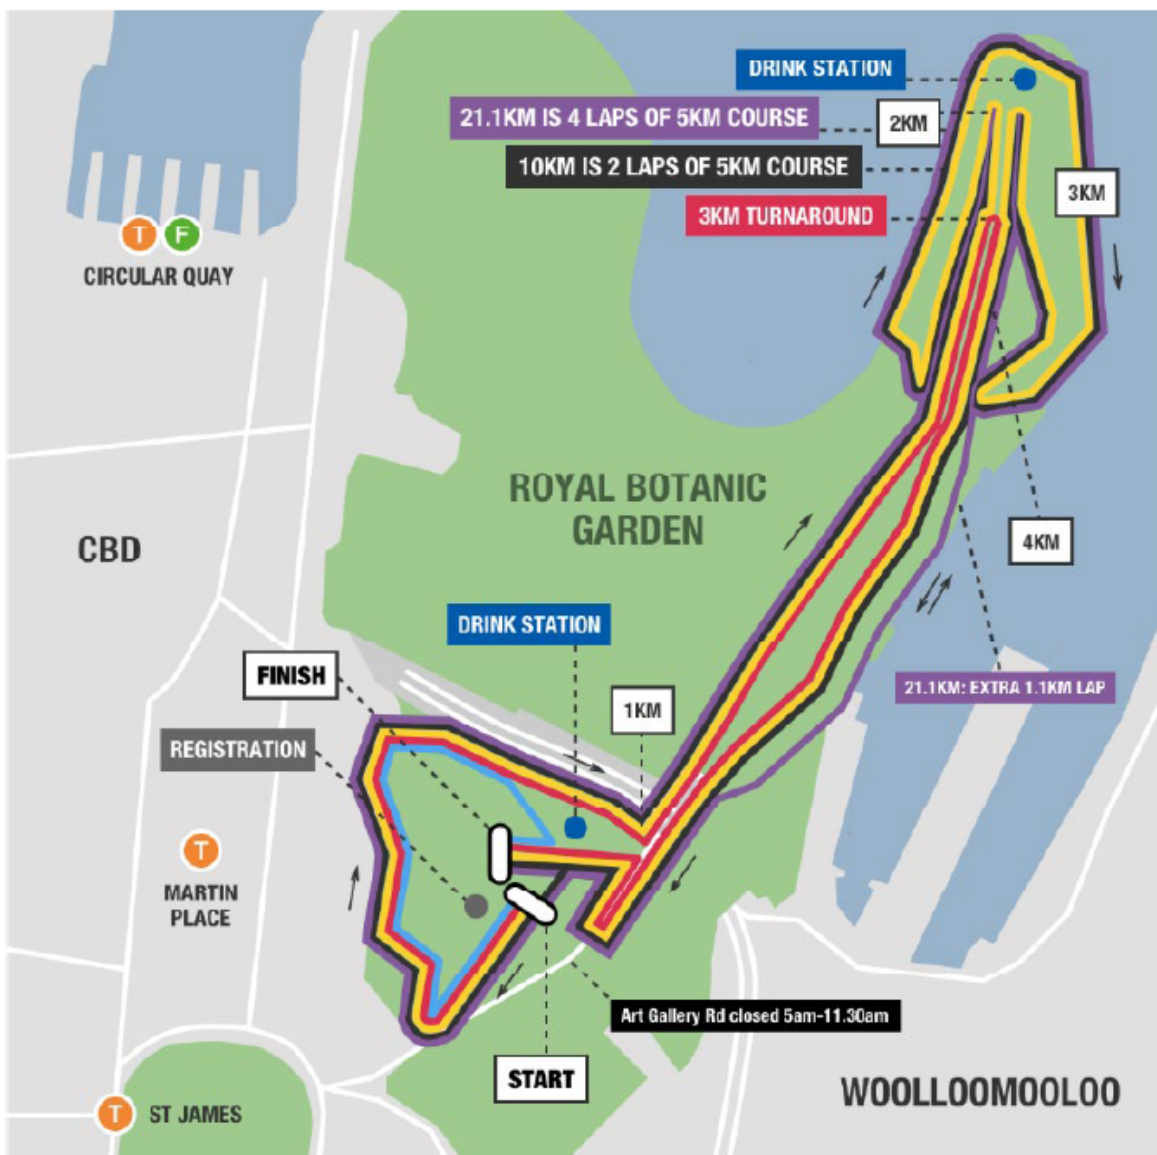 DRINK STATION
21.1KM IS 4 LAPS OF 5KM COURSE
2KM
10KM IS 2 LAPS OF 5KM COURSE
3KM
3KM TURNAROUND
T F
CIRCULAR QUAY
ROYAL BOTANIC
GARDEN
CBD
4KM
DRINK STATION
FINISH
21.1KM: EXTRA 1.1KM LAP
1KM
REGISTRATION
T
MARTIN
PLACE
Art Gallery Rd closed 5am-11.30am
START
WOOLLOOMOOLOO
T ST JAMES